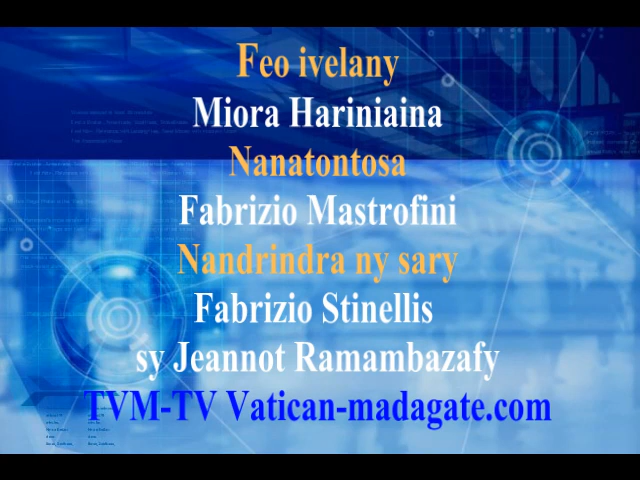 Feo ivelany
Miora Hariniaina
Nanatontosa
Fabrizio Mastrofini
Nandrindra ny sary
Fabrizio Stinellis
sy Jeannot Ramambazafy
TVM-TV Vatican-madagate.com